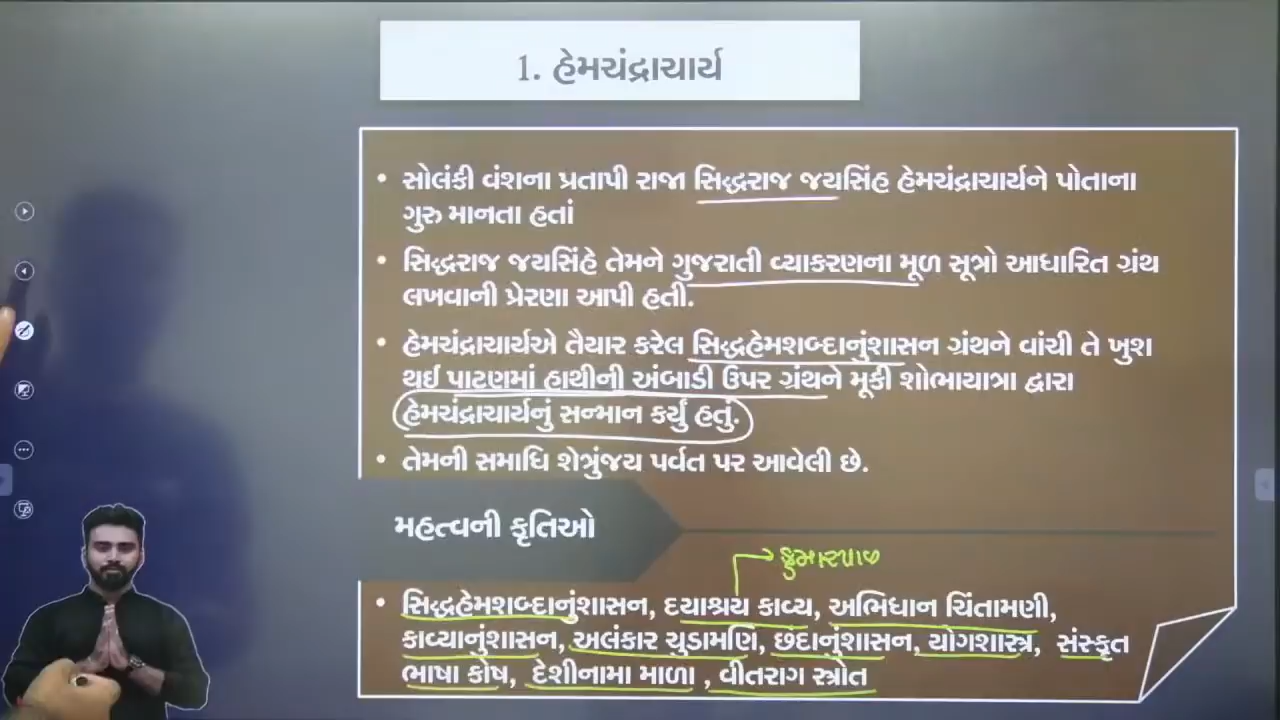 1. હેમચંદ્રાચાર્ય
• સોલંકી વંશના પ્રતાપી રાજા સિદ્ધરાજ જયસિંહ હેમચંદ્રાચાર્યને પોતાના
ગુરુ માનતા હતાં
• સિદ્ધરાજ જયસિંહે તેમને ગુજરાતી વ્યાકરણના મૂળ સૂત્રો આધારિત ગ્રંથ
લખવાની પ્રેરણા આપી હતી.
• હેમચંદ્રાચાર્યએ તૈયાર કરેલ સિદ્ધહેમશબ્દાનુંશાસન ગ્રંથને વાંચી તે ખુશ
થઈ પાટણમાં હાથીની અંબાડી ઉપર ગ્રંથને મૂકી શોભાયાત્રા દ્વારા
હેમચંદ્રાચાર્યનું સન્માન કર્યું હતું.
• તેમની સમાધિ શેત્રુંજય પર્વત પર આવેલી છે.
મહત્વની કૃતિઓ
કુમારપાળ
• સિદ્ધહેમશબ્દાનુંશાસન, દયાશ્રય કાવ્ય, અભિધાન ચિંતામણી,
કાવ્યાનુંશાસન, અલંકાર ચુડામણિ, છંદાનુંશાસન, યોગશાસ્ત્ર, સંસ્કૃત
ભાષા કોષ, દેશીનામા માળા , વીતરાગ સ્ત્રોત